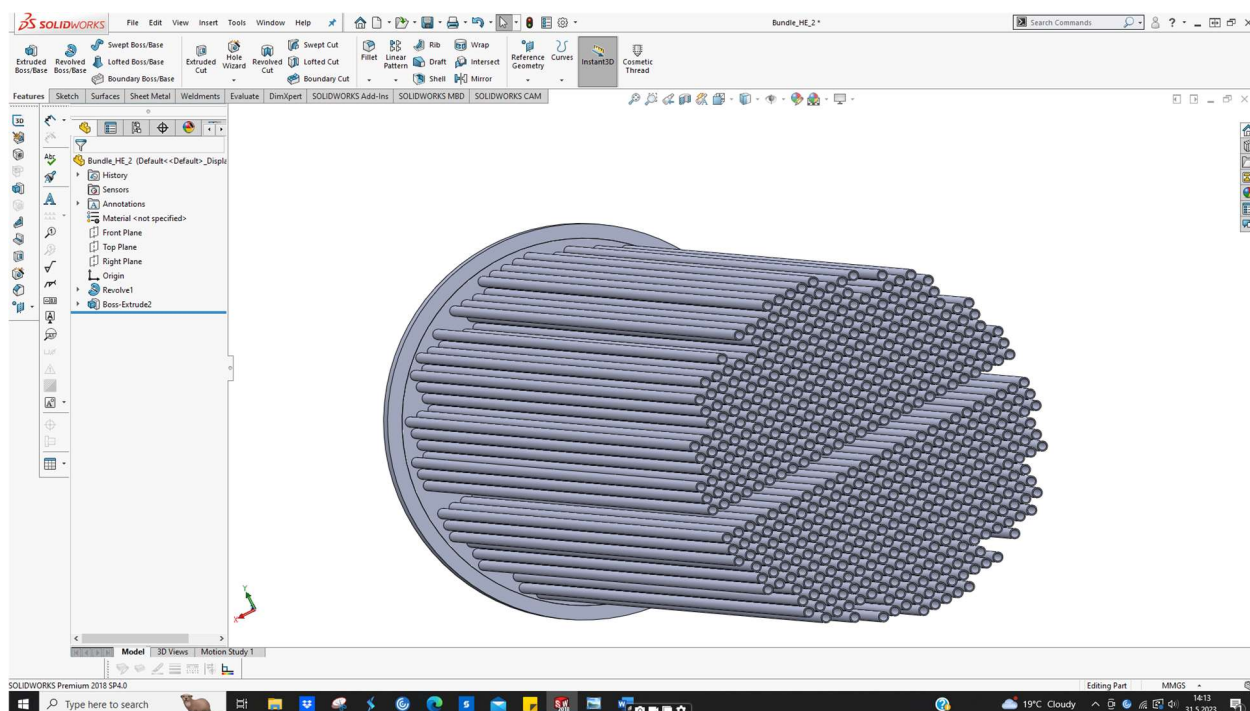 SOLIDWORKS File Edit View Insert Tools Window Help Bundle_HE_2 * Search Commands
Extruded Boss/Base
Revolved Boss/Base
Swept Boss/Base
Lofted Boss/Base
Boundary Boss/Base
Extruded Cut
Hole Wizard
Revolved Cut
Swept Cut
Lofted Cut
Boundary Cut
Fillet
Linear Pattern
Rib
Draft
Shell
Wrap
Intersect
Mirror
Reference Geometry
Curves
Instant3D
Cosmetic Thread
Features Sketch Surfaces Sheet Metal Weldments Evaluate DimXpert SOLIDWORKS Add-Ins SOLIDWORKS MBD SOLIDWORKS CAM
Bundle_HE_2 (Default<<Default>_Displa
History
Sensors
Annotations
Material <not specified>
Front Plane
Top Plane
Right Plane
Origin
Revolve1
Boss-Extrude2
Y
X
Model 3D Views Motion Study 1
SOLIDWORKS Premium 2018 SP4.0 Editing Part MMGS
Type here to search 19°C Cloudy 14:13
31.5.2023